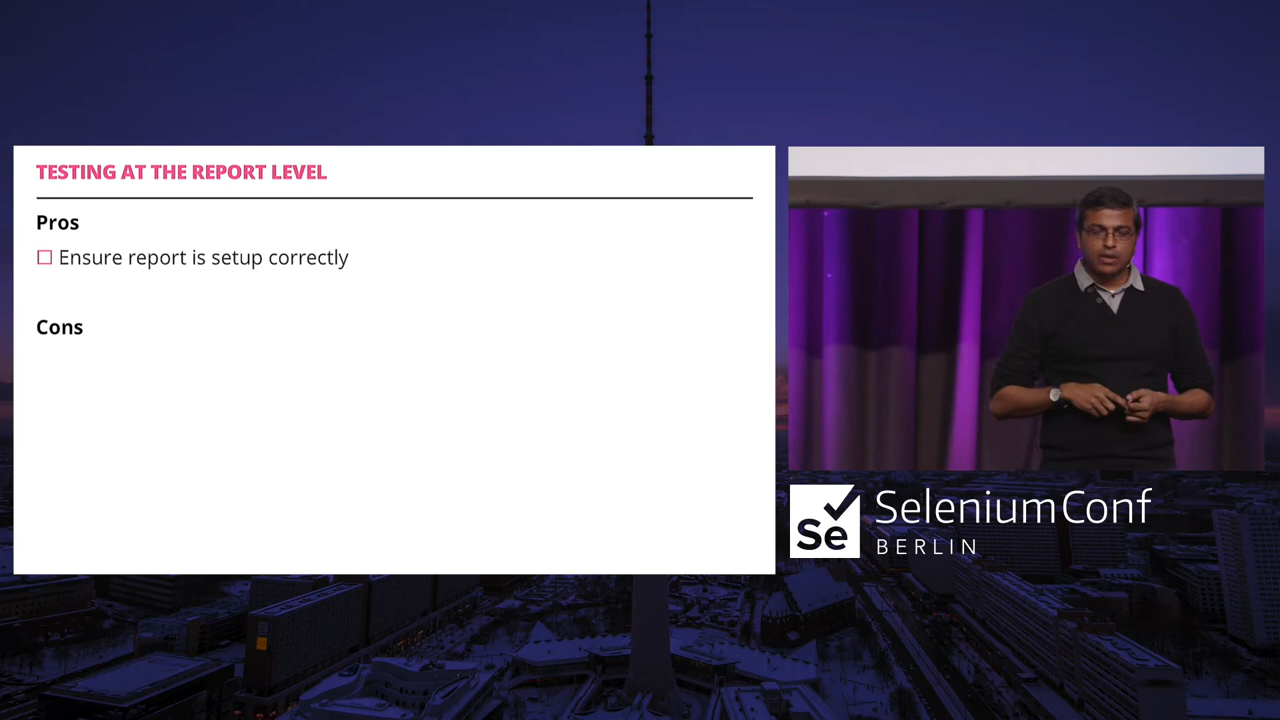 TESTING AT THE REPORT LEVEL
Pros
Ensure report is setup correctly
Cons
Se
SeleniumConf
BERLIN